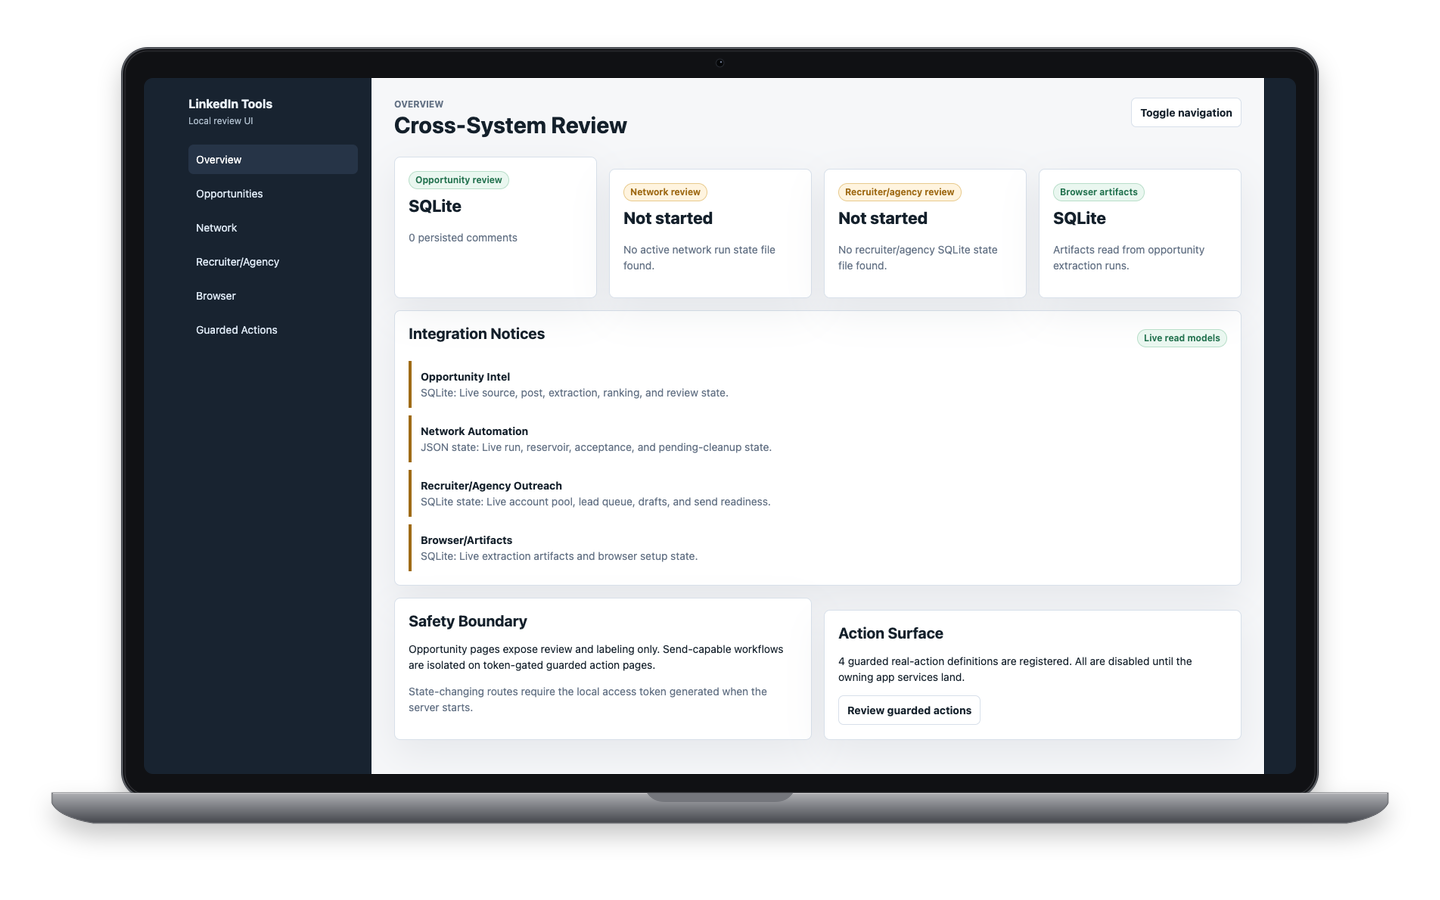 LinkedIn Tools
Local review UI
Overview
Opportunities
Network
Recruiter/Agency
Browser
Guarded Actions
OVERVIEW
Cross-System Review
Toggle navigation
Opportunity review
SQLite
0 persisted comments
Network review
Not started
No active network run state file
found.
Recruiter/agency review
Not started
No recruiter/agency SQLite state
file found.
Browser artifacts
SQLite
Artifacts read from opportunity
extraction runs.
Integration Notices
Live read models
Opportunity Intel
SQLite: Live source, post, extraction, ranking, and review state.
Network Automation
JSON state: Live run, reservoir, acceptance, and pending-cleanup state.
Recruiter/Agency Outreach
SQLite state: Live account pool, lead queue, drafts, and send readiness.
Browser/Artifacts
SQLite: Live extraction artifacts and browser setup state.
Safety Boundary
Opportunity pages expose review and labeling only. Send-capable workflows
are isolated on token-gated guarded action pages.
State-changing routes require the local access token generated when the
server starts.
Action Surface
4 guarded real-action definitions are registered. All are disabled until the
owning app services land.
Review guarded actions